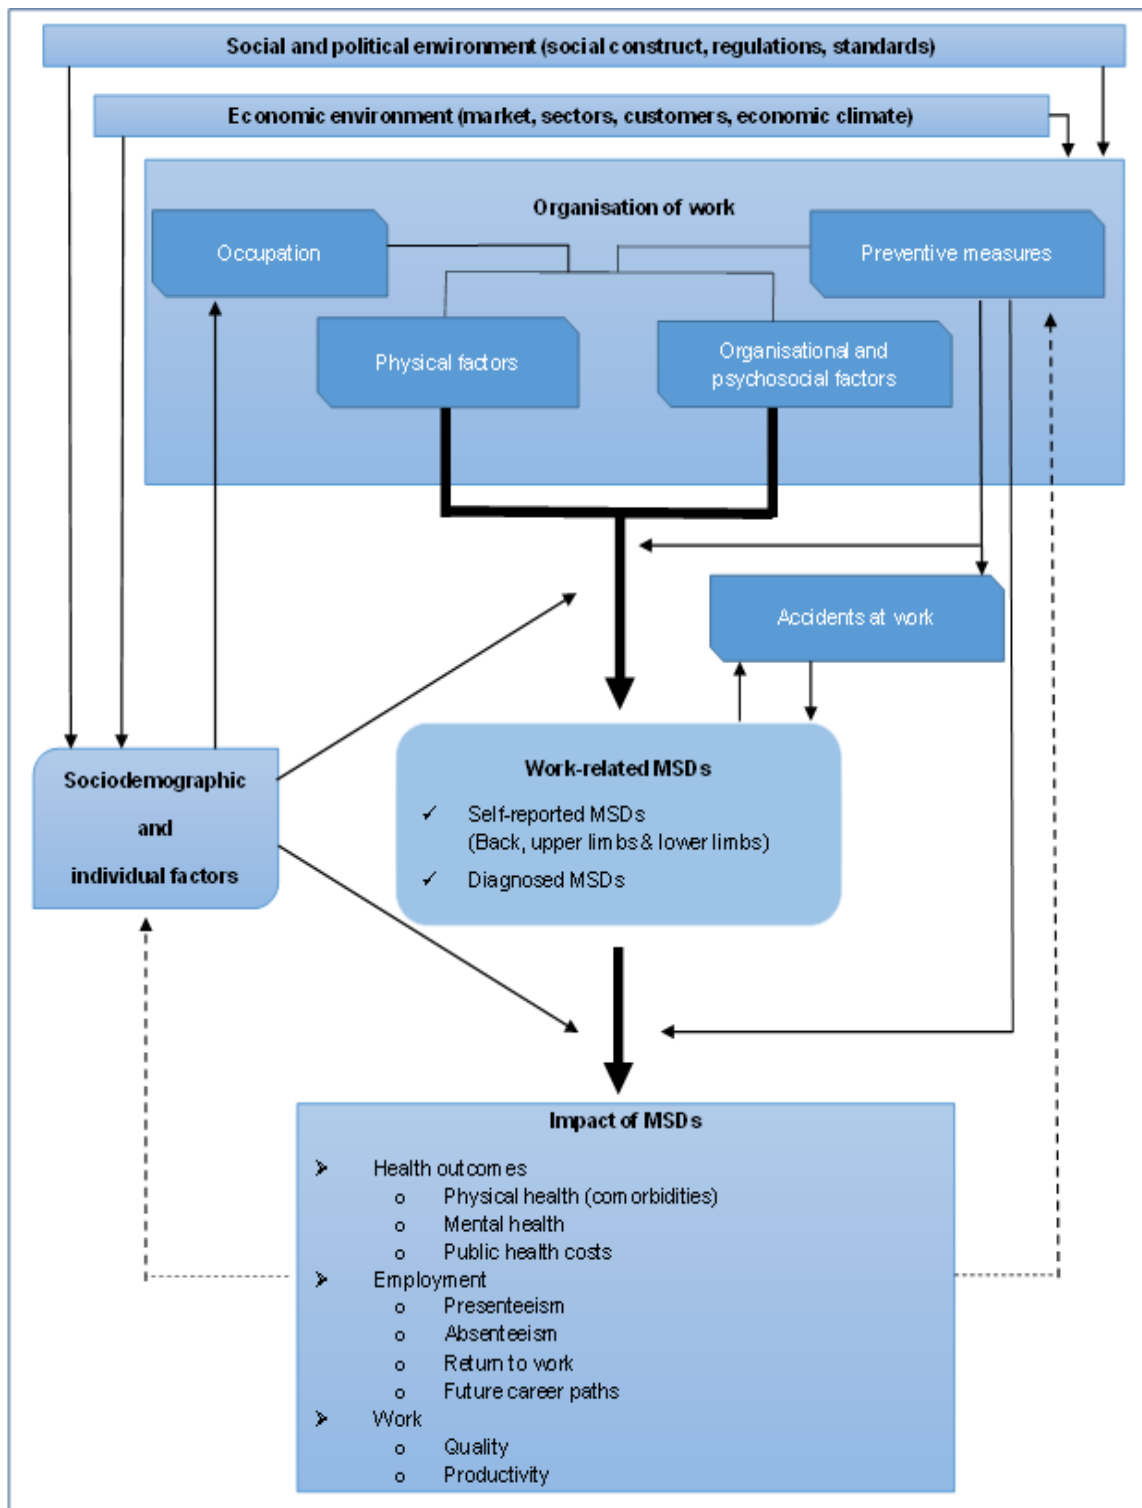 Social and political environment (social construct, regulations, standards)
Economic environment (market, sectors, customers, economic climate)
Organisation of work
Occupation
Preventive measures
Physical factors
Organisational and
psychosocial factors
Accidents at work
Sociodemographic
and
individual factors
Work-related MSDs
✓ Self-reported MSDs
(Back, upper limbs & lower limbs)
✓ Diagnosed MSDs
Impact of MSDs
➢ Health outcomes
o Physical health (comorbidities)
o Mental health
o Public health costs
➢ Employment
o Presenteeism
o Absenteeism
o Return to work
o Future career paths
➢ Work
o Quality
o Productivity